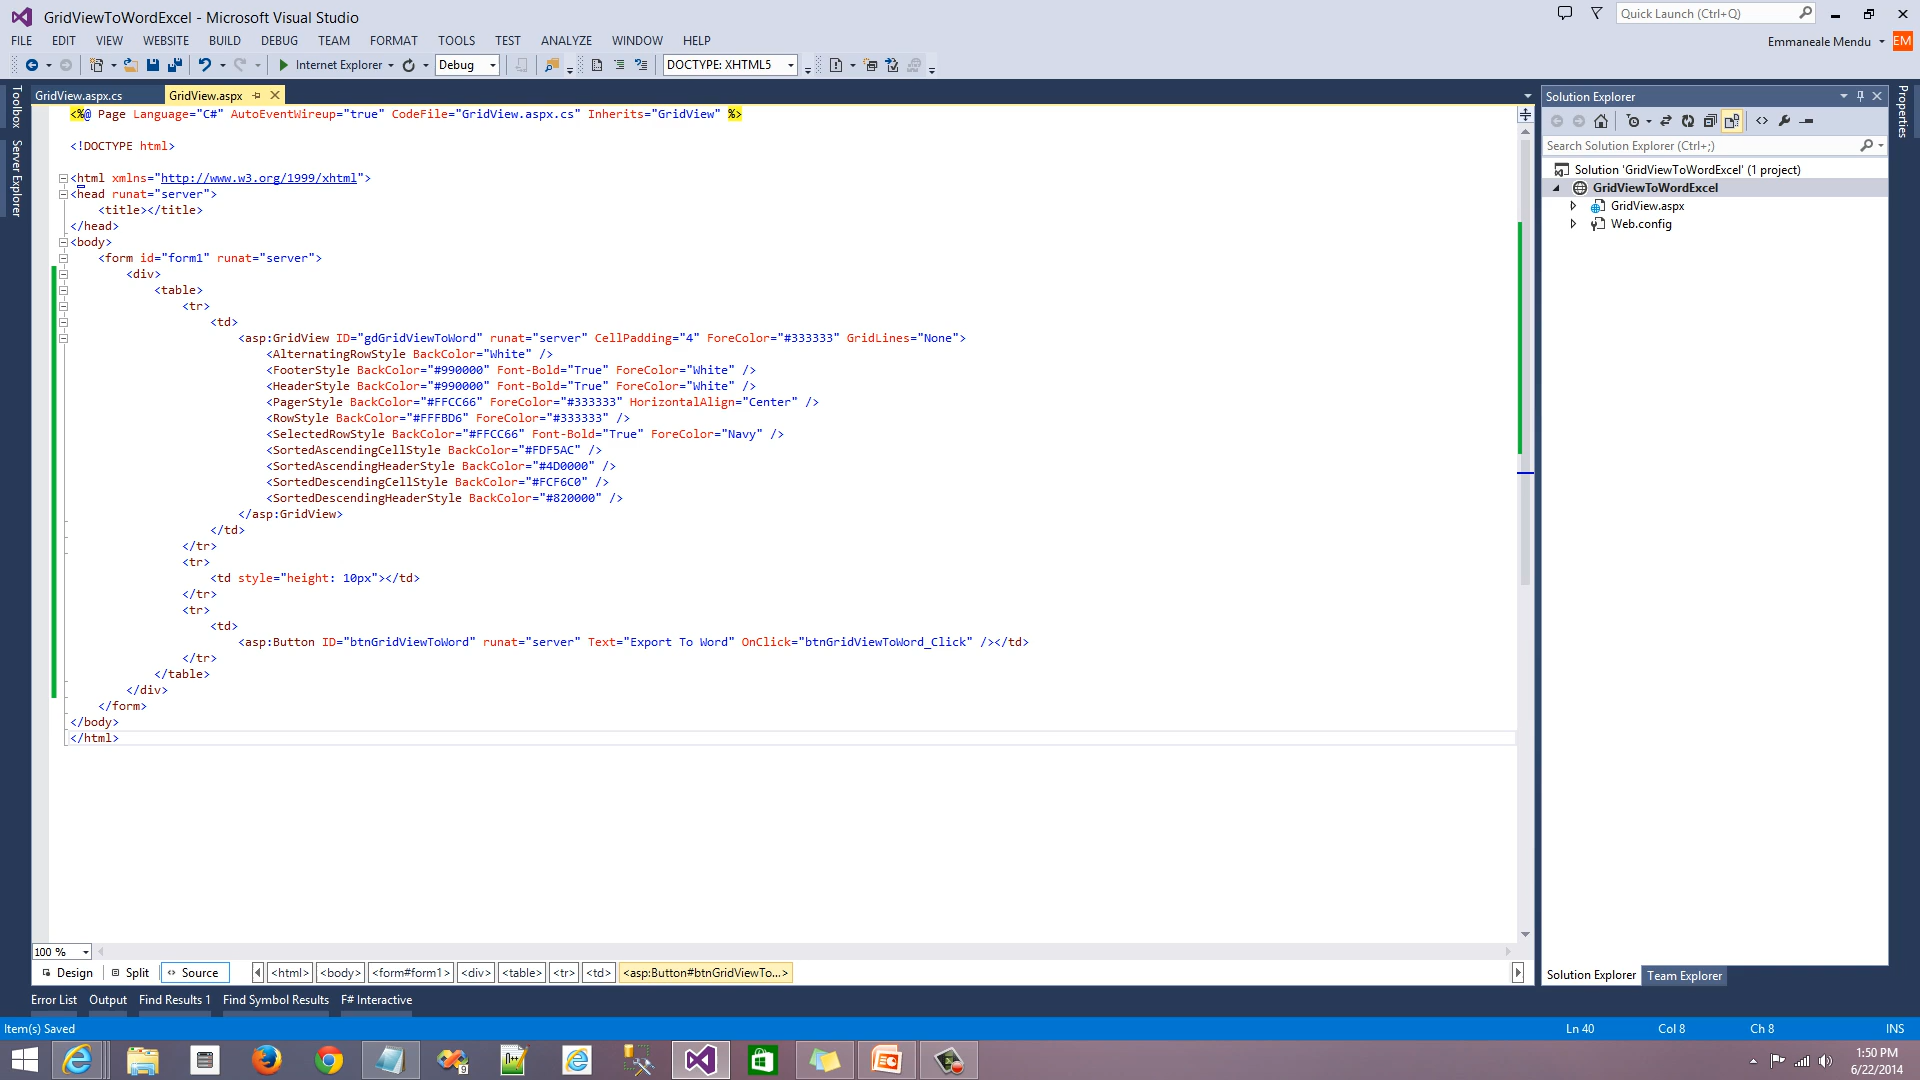 GridViewToWordExcel - Microsoft Visual Studio
Quick Launch (Ctrl+Q)
FILE EDIT VIEW WEBSITE BUILD DEBUG TEAM FORMAT TOOLS TEST ANALYZE WINDOW HELP
Emmaneale Mendu EM
Internet Explorer Debug DOCTYPE: XHTML5
Toolbox
Server Explorer
GridView.aspx.cs GridView.aspx
<%@ Page Language="C#" AutoEventWireup="true" CodeFile="GridView.aspx.cs" Inherits="GridView" %>
<!DOCTYPE html>
<html xmlns="http://www.w3.org/1999/xhtml">
<head runat="server">
<title></title>
</head>
<body>
<form id="form1" runat="server">
<div>
<table>
<tr>
<td>
<asp:GridView ID="gdGridViewToWord" runat="server" CellPadding="4" ForeColor="#333333" GridLines="None">
<AlternatingRowStyle BackColor="White" />
<FooterStyle BackColor="#990000" Font-Bold="True" ForeColor="White" />
<HeaderStyle BackColor="#990000" Font-Bold="True" ForeColor="White" />
<PagerStyle BackColor="#FFCC66" ForeColor="#333333" HorizontalAlign="Center" />
<RowStyle BackColor="#FFFBD6" ForeColor="#333333" />
<SelectedRowStyle BackColor="#FFCC66" Font-Bold="True" ForeColor="Navy" />
<SortedAscendingCellStyle BackColor="#FDF5AC" />
<SortedAscendingHeaderStyle BackColor="#4D0000" />
<SortedDescendingCellStyle BackColor="#FCF6C0" />
<SortedDescendingHeaderStyle BackColor="#820000" />
</asp:GridView>
</td>
</tr>
<tr>
<td style="height: 10px"></td>
</tr>
<tr>
<td>
<asp:Button ID="btnGridViewToWord" runat="server" Text="Export To Word" OnClick="btnGridViewToWord_Click" /></td>
</tr>
</table>
</div>
</form>
</body>
</html>
100 %
Design Split Source <html> <body> <form#form1> <div> <table> <tr> <td> <asp:Button#btnGridViewTo...>
Solution Explorer
Search Solution Explorer (Ctrl+;)
Solution 'GridViewToWordExcel' (1 project)
GridViewToWordExcel
GridView.aspx
Web.config
Solution Explorer Team Explorer
Properties
Error List Output Find Results 1 Find Symbol Results F# Interactive
Item(s) Saved Ln 40 Col 8 Ch 8 INS
1:50 PM
6/22/2014